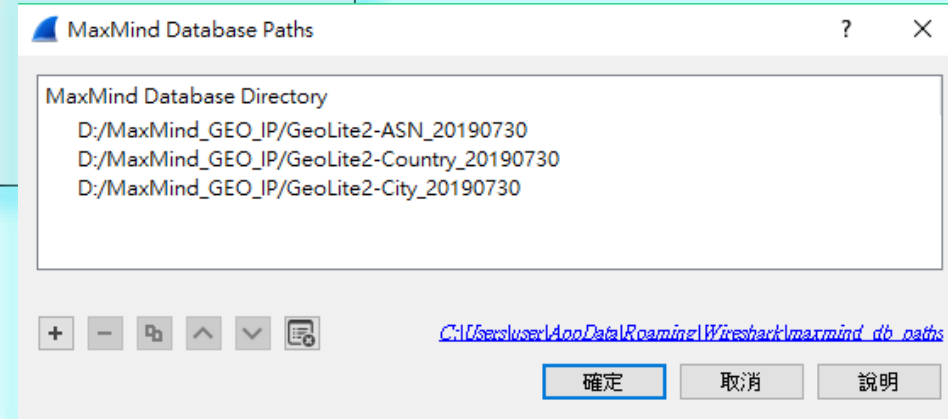 MaxMind Database Paths
?
MaxMind Database Directory
D:/MaxMind_GEO_IP/GeoLite2-ASN_20190730
D:/MaxMind_GEO_IP/GeoLite2-Country_20190730
D:/MaxMind_GEO_IP/GeoLite2-City_20190730
C:\Users\user\AppData\Roaming\Wireshark\maxmind_db_paths
確定 取消 說明